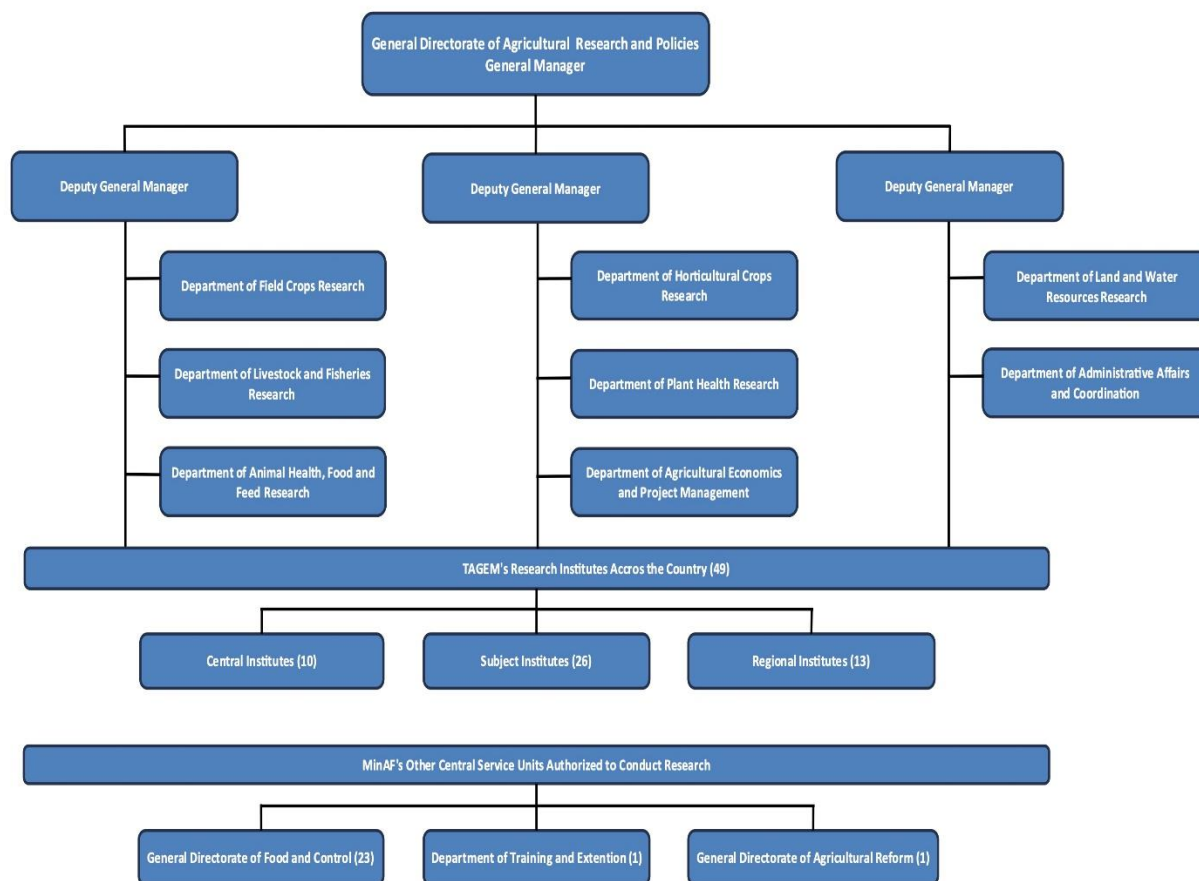 General Directorate of Agricultural Research and Policies
General Manager
Deputy General Manager
Deputy General Manager
Deputy General Manager
Department of Field Crops Research
Department of Horticultural Crops
Research
Department of Land and Water
Resources Research
Department of Livestock and Fisheries
Research
Department of Plant Health Research
Department of Administrative Affairs
and Coordination
Department of Animal Health, Food and
Feed Research
Department of Agricultural Economics
and Project Management
TAGEM's Research Institutes Accros the Country (49)
Central Institutes (10)
Subject Institutes (26)
Regional Institutes (13)
MinAF's Other Central Service Units Authorized to Conduct Research
General Directorate of Food and Control (23)
Department of Training and Extention (1)
General Directorate of Agricultural Reform (1)